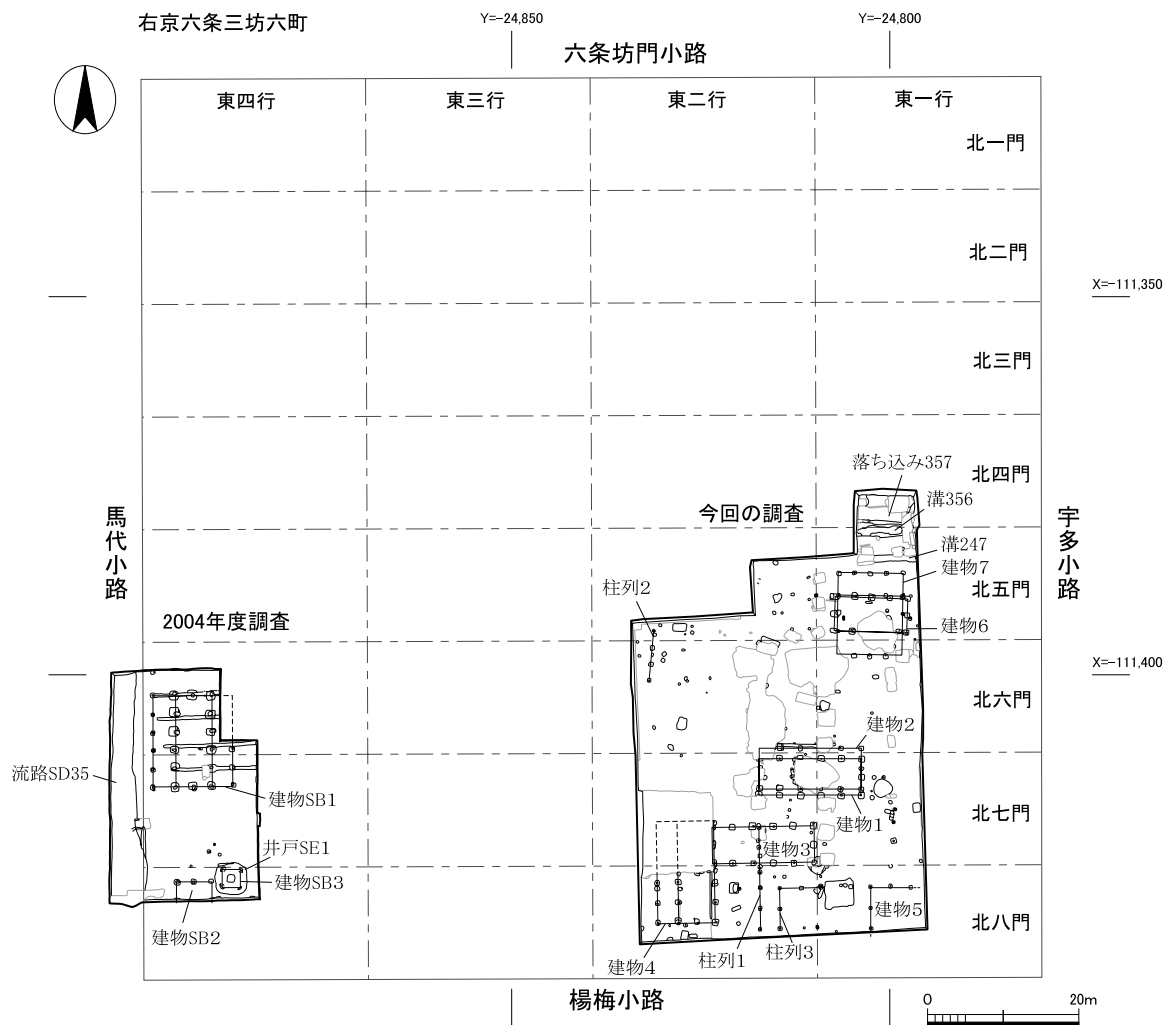 右京六条三坊六町
Y=-24,850
Y=-24,800
六条坊門小路
東四行
東三行
東二行
東一行
北一門
北二門
X=-111,350
北三門
落ち込み357
北四門
溝356
今回の調査
馬代小路
宇多小路
溝247
建物7
柱列2
北五門
2004年度調査
建物6
X=-111,400
北六門
建物2
流路SD35
建物SB1
建物1
北七門
井戸SE1
建物3
建物SB3
建物5
建物SB2
北八門
建物4
柱列1
柱列3
楊梅小路
0
20m